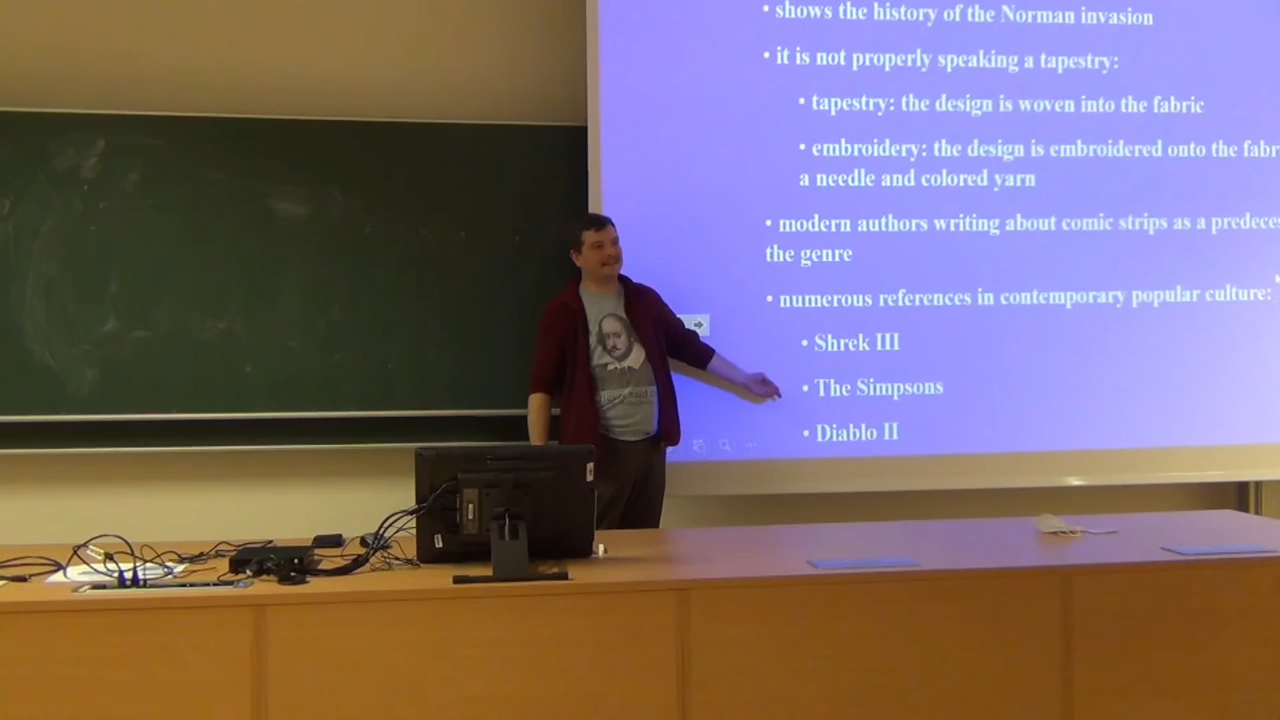 • shows the history of the Norman invasion
• it is not properly speaking a tapestry:
• tapestry: the design is woven into the fabric
• embroidery: the design is embroidered onto the
a needle and colored yarn
• modern authors writing about comic strips as a
the genre
• numerous references in contemporary popular culture:
• Shrek III
• The Simpsons
• Diablo II